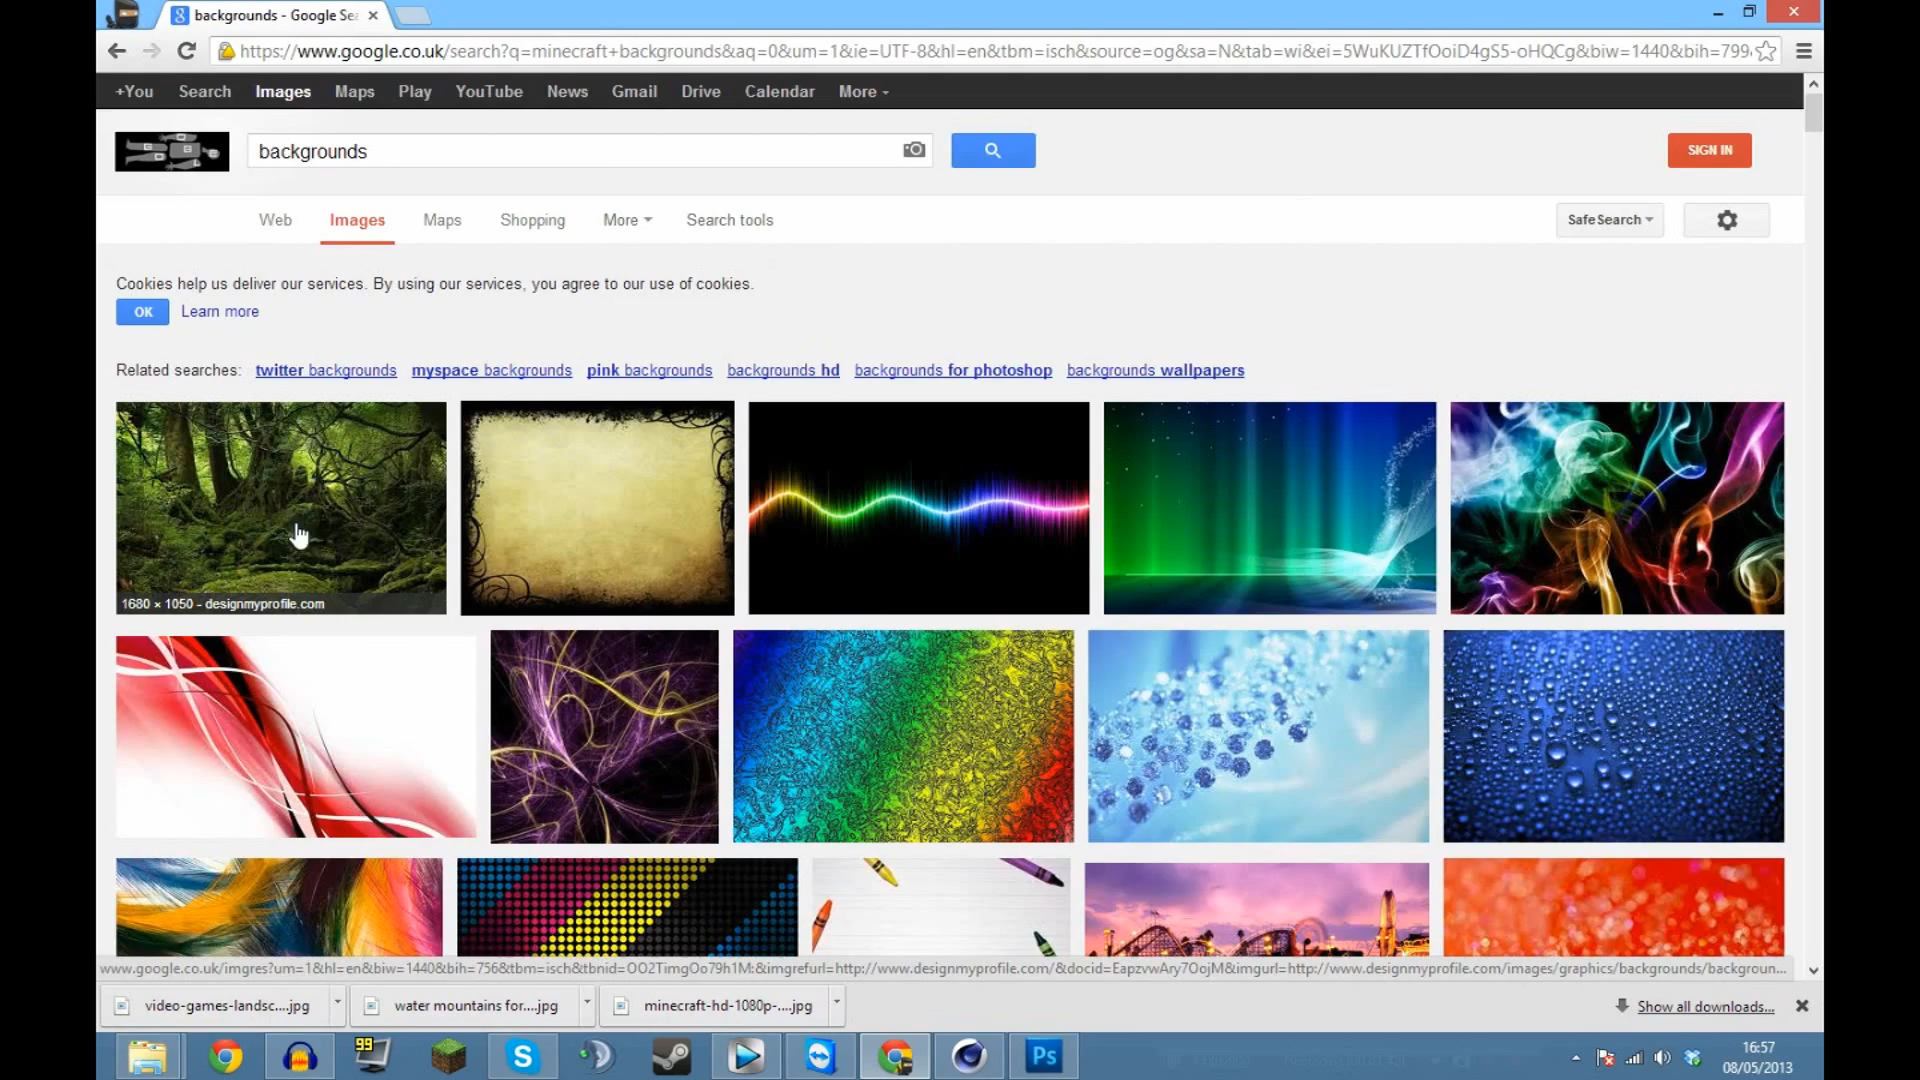 backgrounds - Google Sea
https://www.google.co.uk/search?q=minecraft+backgrounds&aq=0&um=1&ie=UTF-8&hl=en&tbm=isch&source=og&sa=N&tab=wi&ei=5WuKUZTfOoiD4gS5-oHQCg&biw=1440&bih=799
+You Search Images Maps Play YouTube News Gmail Drive Calendar More
backgrounds
SIGN IN
Web Images Maps Shopping More Search tools SafeSearch
Cookies help us deliver our services. By using our services, you agree to our use of cookies.
OK Learn more
Related searches: twitter backgrounds myspace backgrounds pink backgrounds backgrounds hd backgrounds for photoshop backgrounds wallpapers
1680 × 1050 - designmyprofile.com
www.google.co.uk/imgres?um=1&hl=en&biw=1440&bih=756&tbm=isch&tbnid=OO2TimgOo79h1M:&imgrefurl=http://www.designmyprofile.com/&docid=EapzvwAry7OojM&imgurl=http://www.designmyprofile.com/images/graphics/backgrounds/backgroun...
video-games-landsc....jpg water mountains for....jpg minecraft-hd-1080p-....jpg Show all downloads...
99
Ps
16:57
08/05/2013